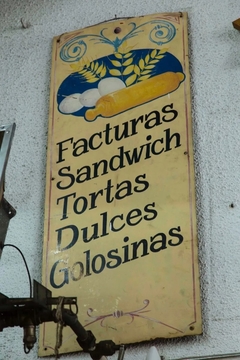 Facturas
Sandwich
Tortas
Dulces
Golosinas